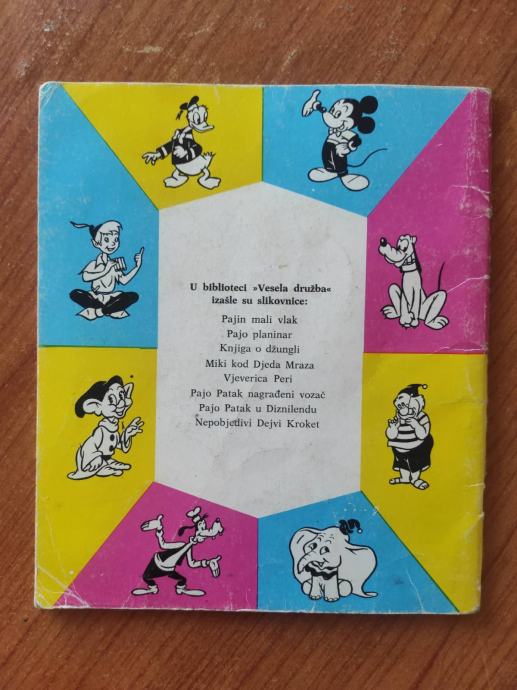 U biblioteci »Vesela družba«
izašle su slikovnice:
Pajin mali vlak
Pajo planinar
Knjiga o džungli
Miki kod Djeda Mraza
Vjeverica Peri
Pajo Patak nagrađeni vozač
Pajo Patak u Diznilendu
Nepobjedivi Dejvi Kroket